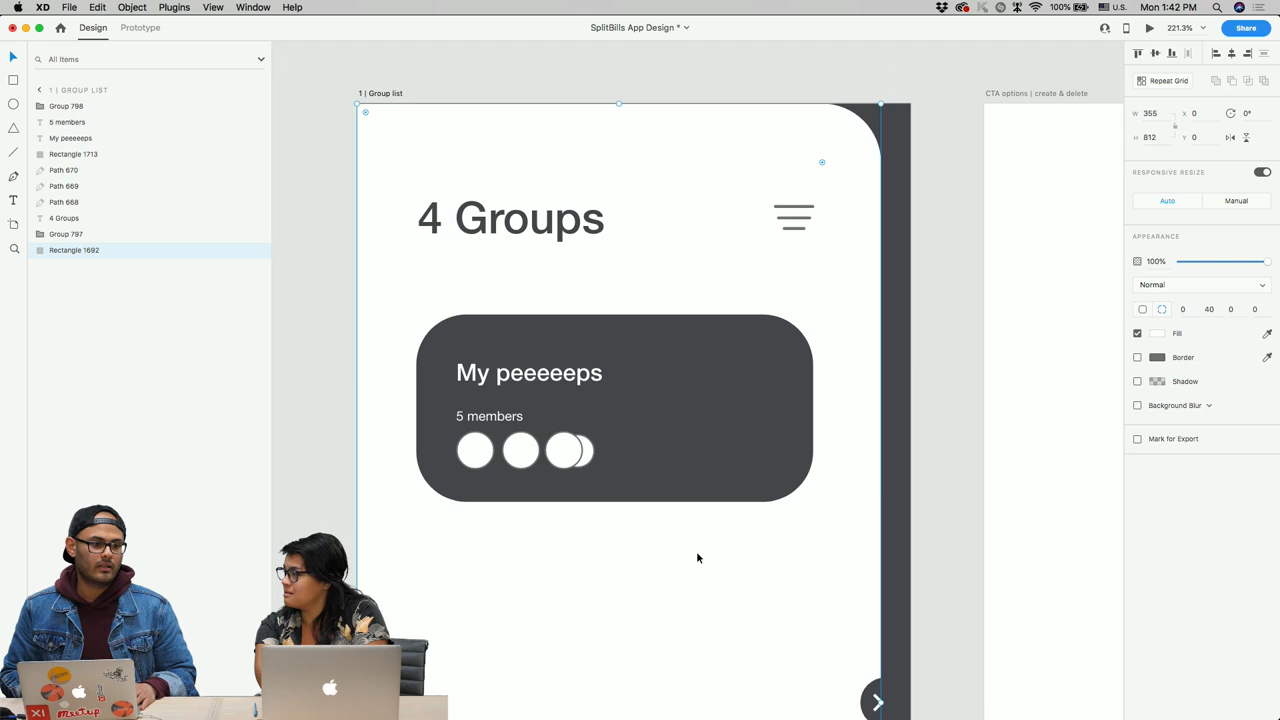 XD File Edit Object Plugins View Window Help
100% U.S. Mon 1:42 PM
Design Prototype
SplitBills App Design *
221.3%
Share
All Items
1 | GROUP LIST
Group 798
5 members
My peeeeeps
Rectangle 1713
Path 670
Path 669
Path 668
4 Groups
Group 797
Rectangle 1692
1 | Group list
4 Groups
My peeeeeps
5 members
CTA options | create & delete
Repeat Grid
W 355 X 0 0°
H 812 Y 0
RESPONSIVE RESIZE
Auto Manual
APPEARANCE
100%
Normal
0 40 0 0
Fill
Border
Shadow
Background Blur
Mark for Export
X1
meetup